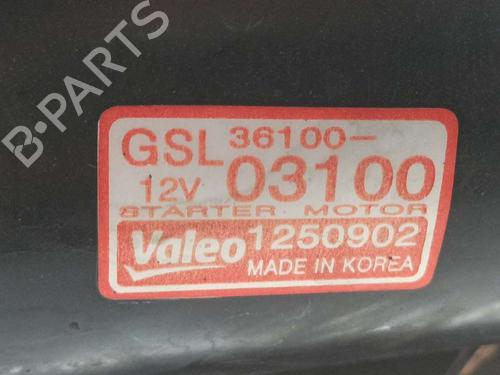 B-PARTS
GSL 36100-
12V 03100
STARTER MOTOR
Valeo 1250902
MADE IN KOREA